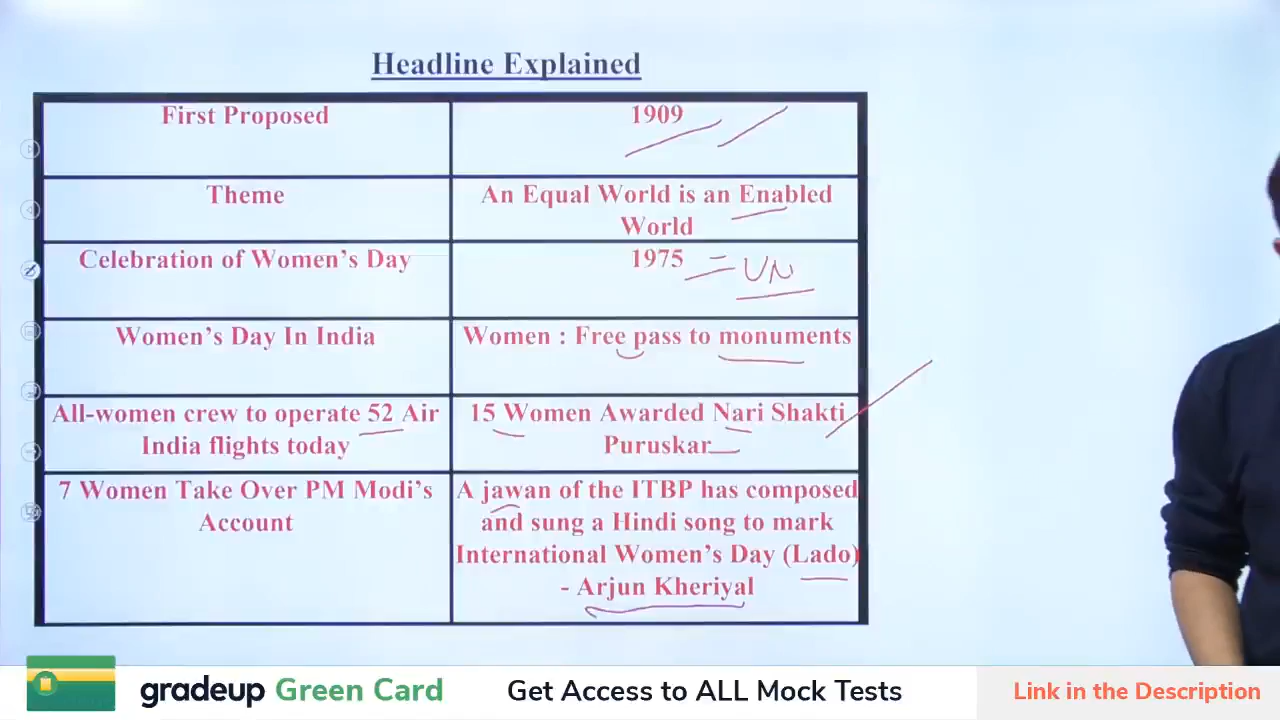 Headline Explained
First Proposed
1909
Theme
An Equal World is an Enabled
World
Celebration of Women's Day
1975 = UN
Women's Day In India
Women : Free pass to monuments
All-women crew to operate 52 Air
India flights today
15 Women Awarded Nari Shakti
Puruskar
7 Women Take Over PM Modi's
Account
A jawan of the ITBP has composed
and sung a Hindi song to mark
International Women's Day (Lado)
- Arjun Kheriyal
gradeup Green Card
Get Access to ALL Mock Tests
Link in the Description